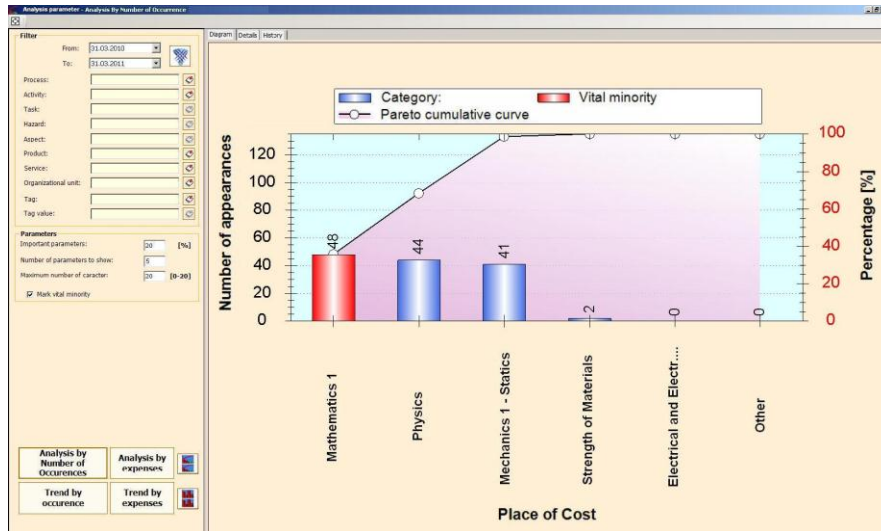 Analysis parameter - Analysis By Number of Occurrence
Filter
From: 31.03.2010
To: 31.03.2011
Process:
Activity:
Task:
Hazard:
Aspect:
Product:
Service:
Organizational unit:
Tag:
Tag value:
Parameters
Important parameters: 20 [%]
Number of parameters to show: 5
Maximum number of caracter: 20 [0-20]
Mark vital minority
Analysis by Number of Occurences
Analysis by expenses
Trend by occurence
Trend by expenses
Diagram Details History
Category: Vital minority
Pareto cumulative curve
Number of appearances
120
100
80
60
40
20
0
48
44
41
2
0
0
100
80
60
40
20
0
Percentage [%]
Mathematics 1
Physics
Mechanics 1 - Statics
Strength of Materials
Electrical and Electr....
Other
Place of Cost